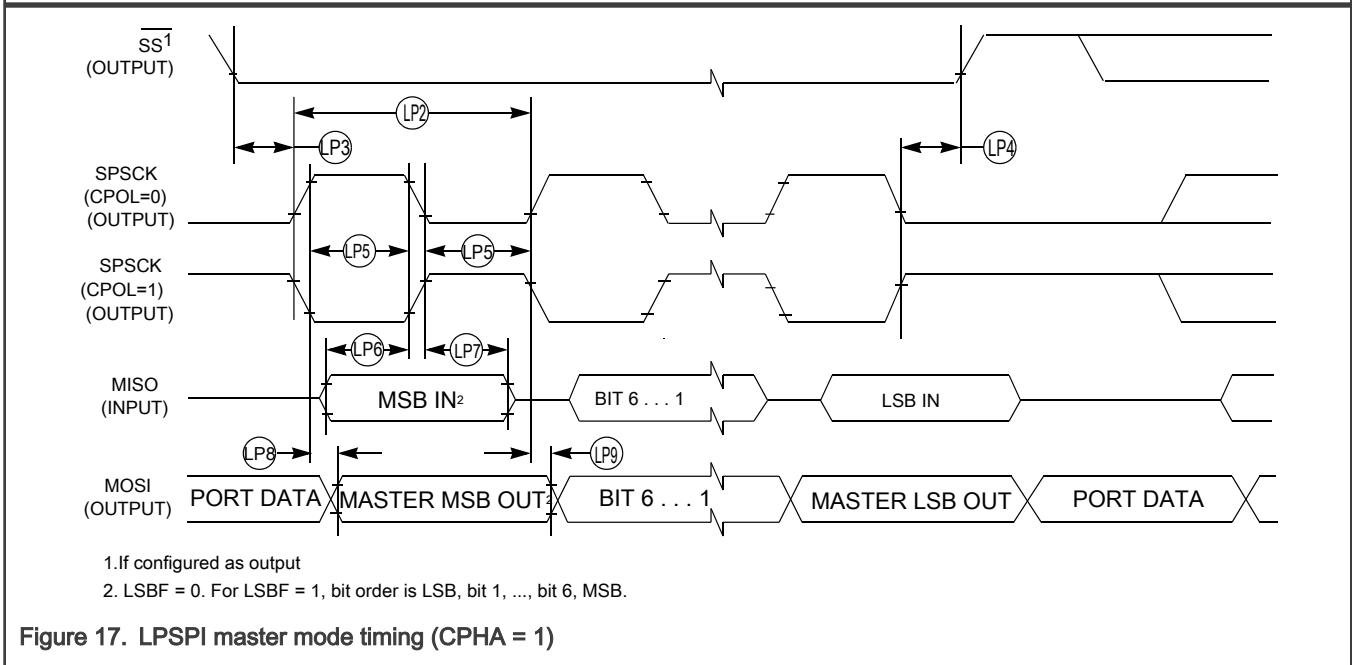 SS1
(OUTPUT)
LP2
LP3
LP4
SPSCK
(CPOL=0)
(OUTPUT)
LP5
LP5
SPSCK
(CPOL=1)
(OUTPUT)
LP6
LP7
MISO
(INPUT)
MSB IN2
BIT 6 . . . 1
LSB IN
LP8
LP9
MOSI
(OUTPUT)
PORT DATA
MASTER MSB OUT2
BIT 6 . . . 1
MASTER LSB OUT
PORT DATA
1.If configured as output
2. LSBF = 0. For LSBF = 1, bit order is LSB, bit 1, ..., bit 6, MSB.
Figure 17. LPSPI master mode timing (CPHA = 1)